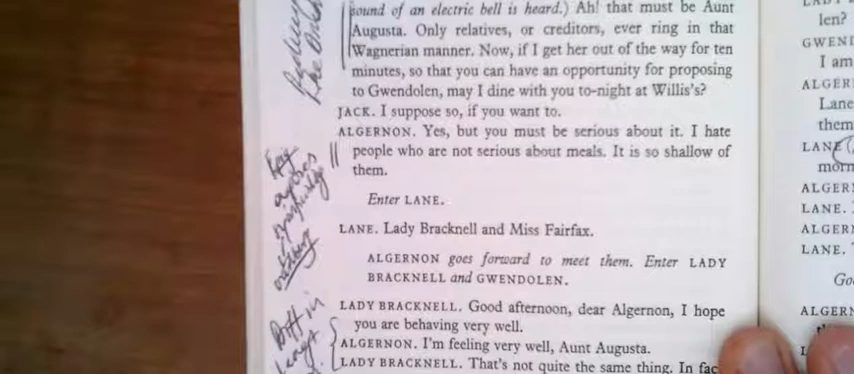 sound of an electric bell is heard.) Ah! that must be Aunt
Augusta. Only relatives, or creditors, ever ring in that
Wagnerian manner. Now, if I get her out of the way for ten
minutes, so that you can have an opportunity for proposing
to Gwendolen, may I dine with you to-night at Willis's?
JACK. I suppose so, if you want to.
ALGERNON. Yes, but you must be serious about it. I hate
people who are not serious about meals. It is so shallow of
them.
Enter LANE.
LANE. Lady Bracknell and Miss Fairfax.
ALGERNON goes forward to meet them. Enter LADY
BRACKNELL and GWENDOLEN.
LADY BRACKNELL. Good afternoon, dear Algernon, I hope
you are behaving very well.
ALGERNON. I'm feeling very well, Aunt Augusta.
LADY BRACKNELL. That's not quite the same thing. In fac
len?
GWEN
I am
ALGER
Lane
them
LANE (
morn
ALGER
LANE.
ALGERN
LANE.
Go
ALGERN